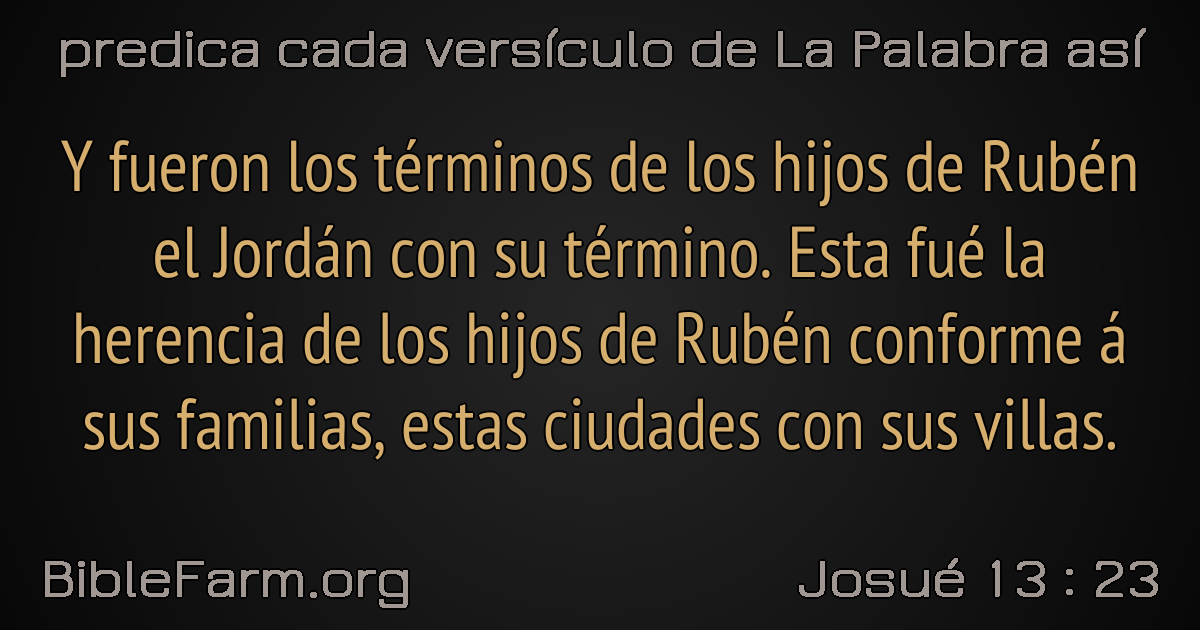 predica cada versículo de La Palabra así
Y fueron los términos de los hijos de Rubén
el Jordán con su término. Esta fué la
herencia de los hijos de Rubén conforme á
sus familias, estas ciudades con sus villas.
BibleFarm.org
Josué 13 : 23